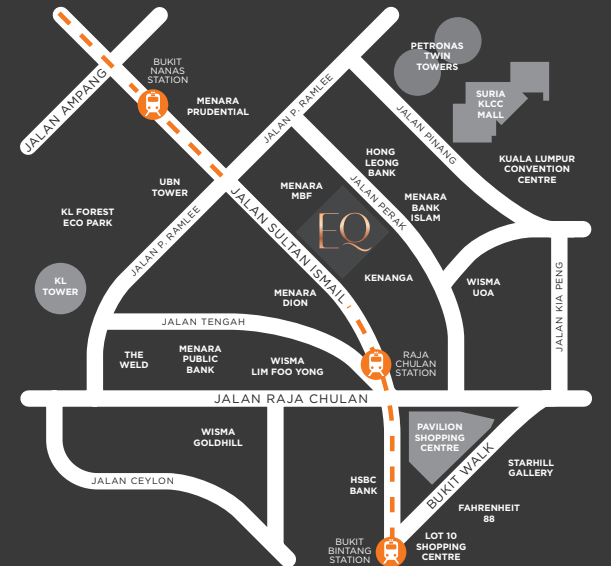 PETRONAS
TWIN
TOWERS
BUKIT
NANAS
STATION
JALAN AMPANG
MENARA
PRUDENTIAL
JALAN P. RAMLEE
SURIA
KLCC
MALL
JALAN PINANG
HONG
LEONG
BANK
KUALA LUMPUR
CONVENTION
CENTRE
UBN
TOWER
MENARA
MBF
JALAN PERAK
MENARA
BANK
ISLAM
KL FOREST
ECO PARK
JALAN P. RAMLEE
JALAN SULTAN ISMAIL
EQ
KL
TOWER
KENANGA
WISMA
UOA
JALAN KIA PENG
MENARA
DION
JALAN TENGAH
THE
WELD
MENARA
PUBLIC
BANK
WISMA
LIM FOO YONG
RAJA
CHULAN
STATION
JALAN RAJA CHULAN
WISMA
GOLDHILL
PAVILION
SHOPPING
CENTRE
BUKIT WALK
STARHILL
GALLERY
JALAN CEYLON
HSBC
BANK
FAHRENHEIT
88
BUKIT
BINTANG
STATION
LOT 10
SHOPPING
CENTRE